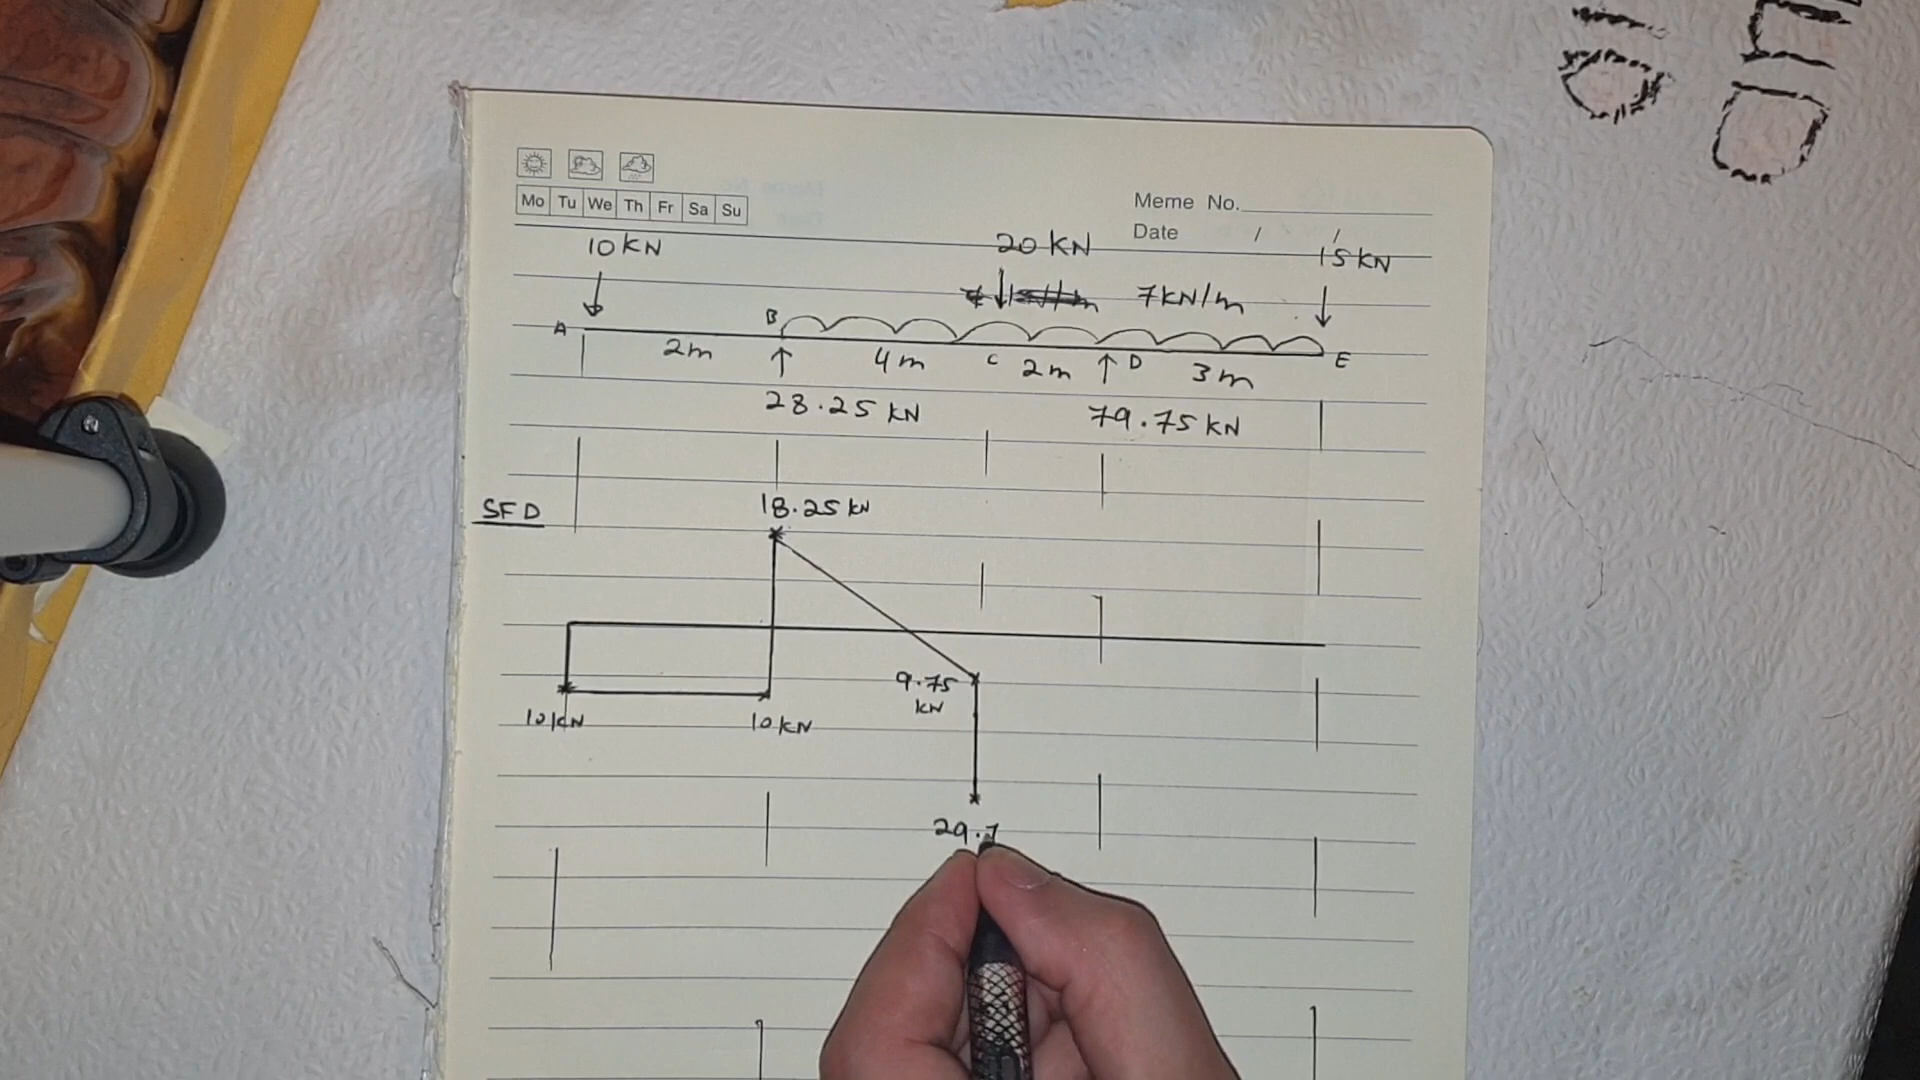 Mo Tu We Th Fr Sa Su
Meme No.
Date / /
10 KN
20 KN
15 KN
7KN/m
A
B
2m
4m
C
2m
D
3m
E
28.25 KN
79.75 KN
SFD
18.25 KN
9.75
KN
10 KN
10 KN
29.7